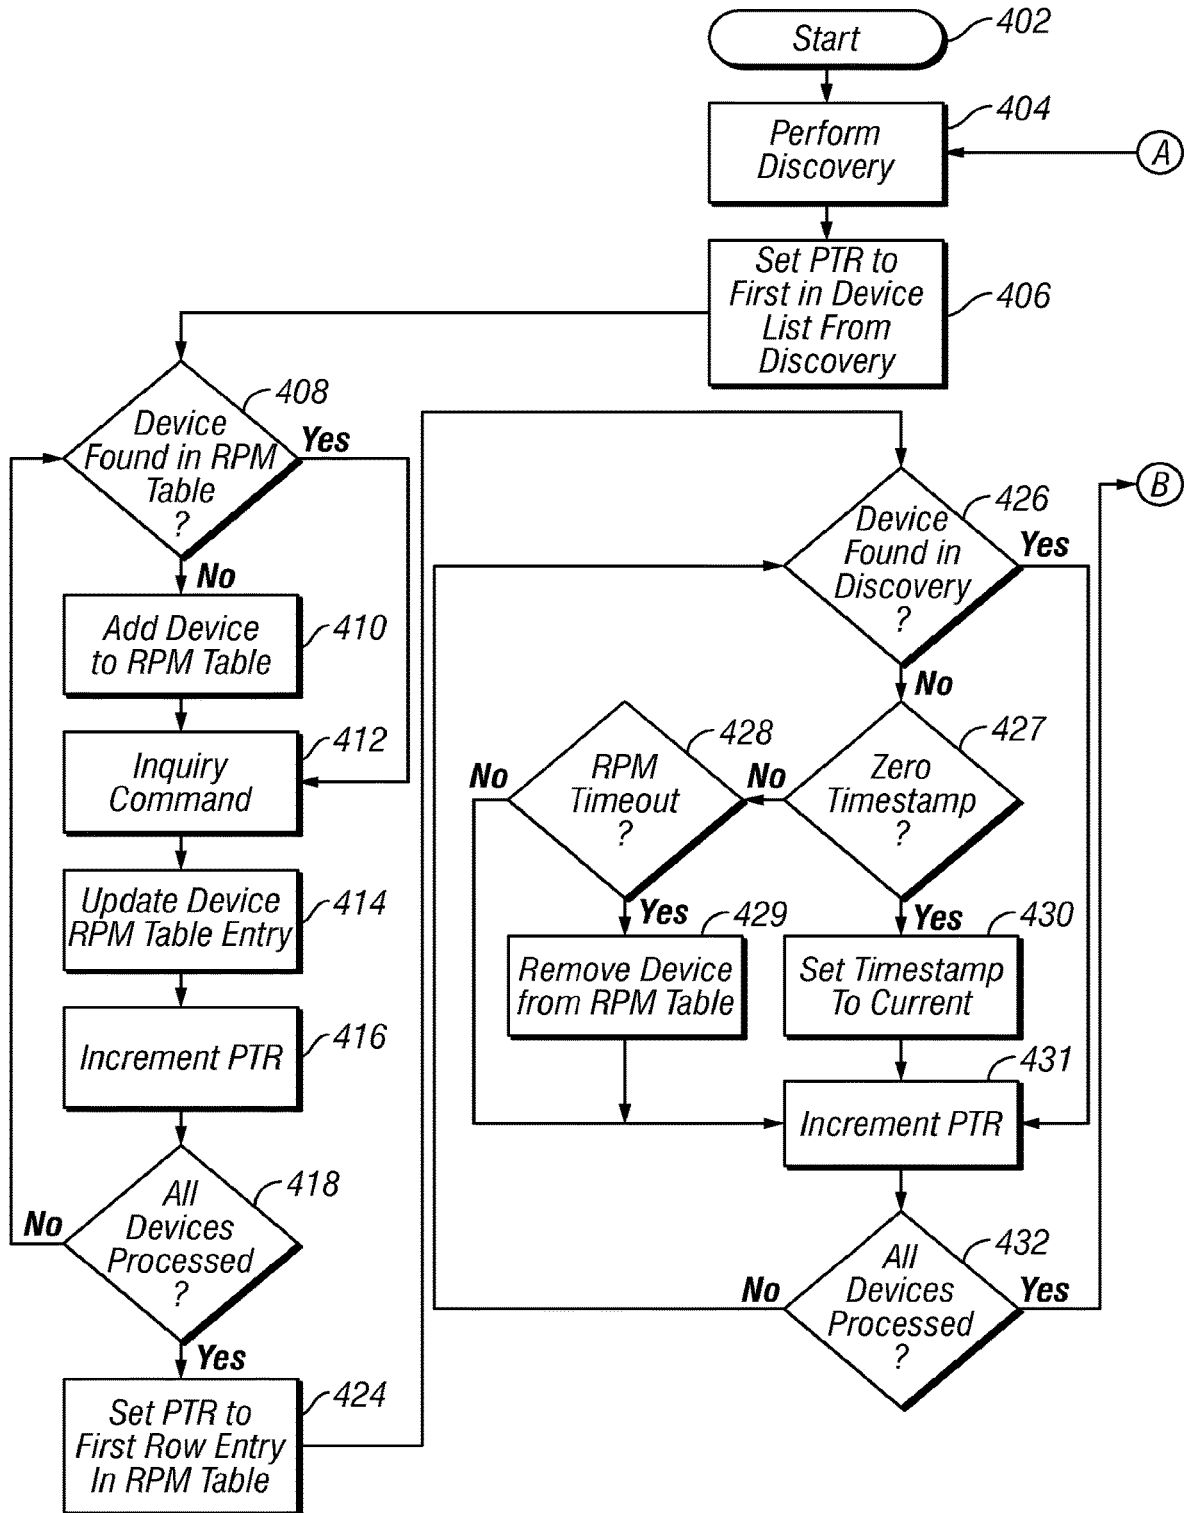 Start
402
Perform
Discovery
404
A
Set PTR to
First in Device
List From
Discovery
406
Device
Found in RPM
Table
?
408
Yes
No
Add Device
to RPM Table
410
Inquiry
Command
412
Update Device
RPM Table Entry
414
Increment PTR
416
All
Devices
Processed
?
418
No
Yes
Set PTR to
First Row Entry
In RPM Table
424
Device
Found in
Discovery
?
426
Yes
No
B
Zero
Timestamp
?
427
No
Yes
RPM
Timeout
?
428
No
Yes
Remove Device
from RPM Table
429
Set Timestamp
To Current
430
Increment PTR
431
All
Devices
Processed
?
432
No
Yes